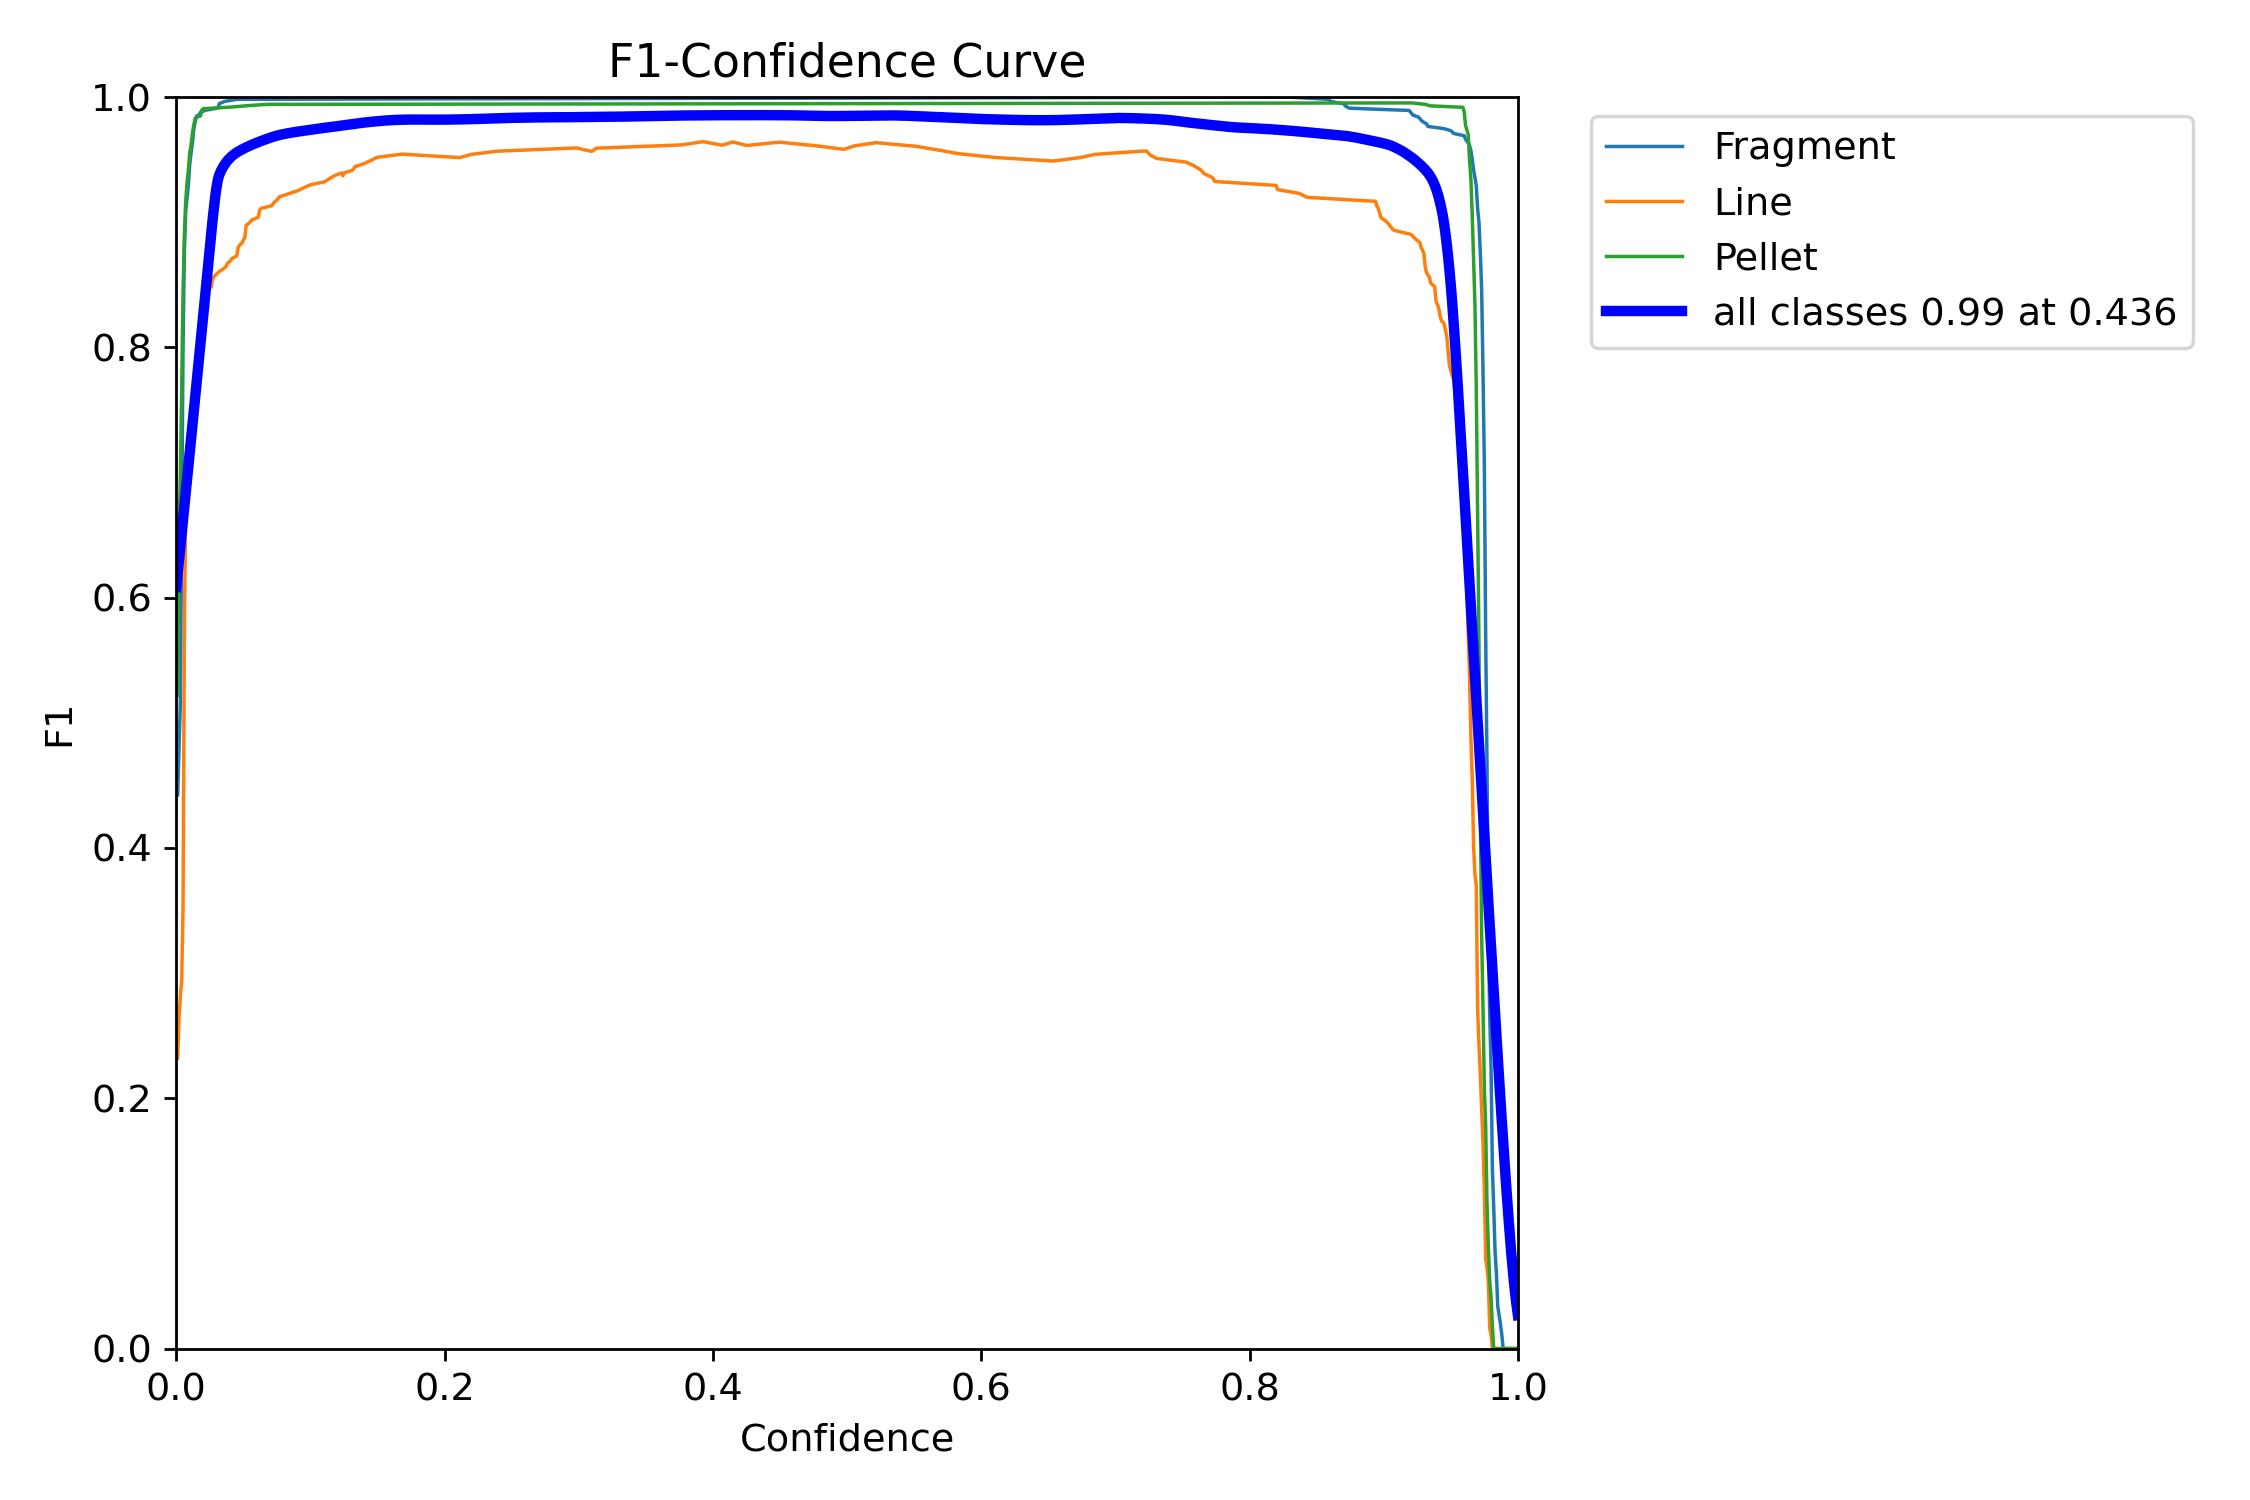 F1-Confidence Curve
1.0
0.8
0.6
0.4
0.2
0.0
F1
0.0 0.2 0.4 0.6 0.8 1.0
Confidence
Fragment
Line
Pellet
all classes 0.99 at 0.436